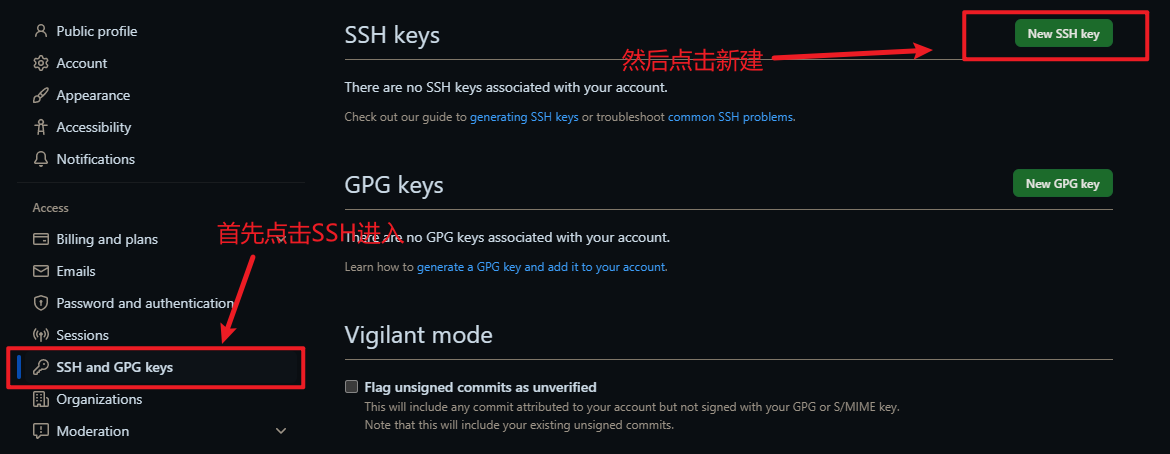 Public profile
Account
Appearance
Accessibility
Notifications
Access
Billing and plans
Emails
Password and authentication
Sessions
SSH and GPG keys
Organizations
Moderation
首先点击SSH进入
SSH keys
New SSH key
然后点击新建
There are no SSH keys associated with your account.
Check out our guide to generating SSH keys or troubleshoot common SSH problems.
GPG keys
New GPG key
There are no GPG keys associated with your account.
Learn how to generate a GPG key and add it to your account.
Vigilant mode
Flag unsigned commits as unverified
This will include any commit attributed to your account but not signed with your GPG or S/MIME key.
Note that this will include your existing unsigned commits.